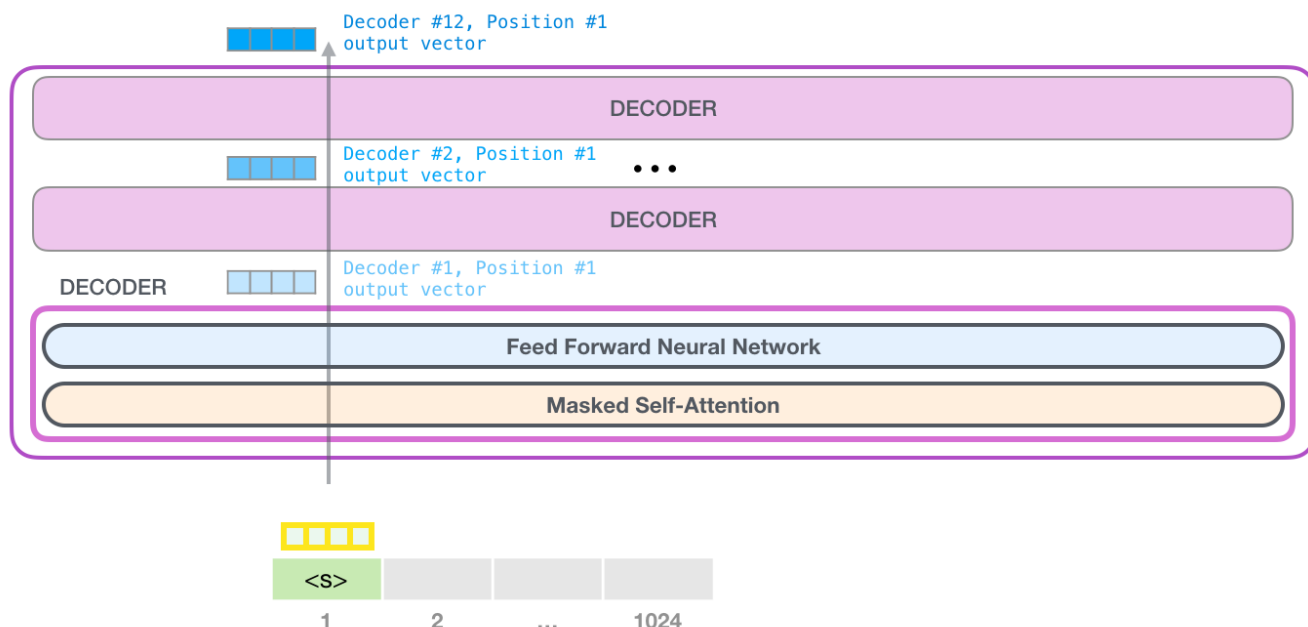 Decoder #12, Position #1
output vector
DECODER
Decoder #2, Position #1
output vector
...
DECODER
Decoder #1, Position #1
output vector
DECODER
Feed Forward Neural Network
Masked Self-Attention
<s>
1 2 ... 1024